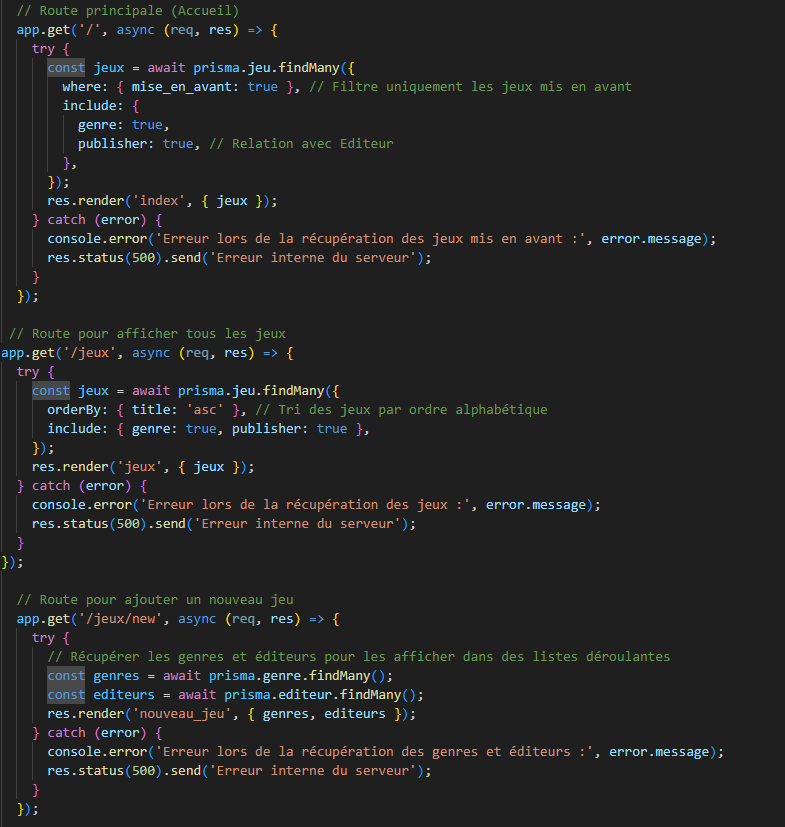 // Route principale (Accueil)
app.get('/', async (req, res) => {
try {
const jeux = await prisma.jeu.findMany({
where: { mise_en_avant: true }, // Filtre uniquement les jeux mis en avant
include: {
genre: true,
publisher: true, // Relation avec Editeur
},
});
res.render('index', { jeux });
} catch (error) {
console.error('Erreur lors de la récupération des jeux mis en avant :', error.message);
res.status(500).send('Erreur interne du serveur');
}
});
// Route pour afficher tous les jeux
app.get('/jeux', async (req, res) => {
try {
const jeux = await prisma.jeu.findMany({
orderBy: { title: 'asc' }, // Tri des jeux par ordre alphabétique
include: { genre: true, publisher: true },
});
res.render('jeux', { jeux });
} catch (error) {
console.error('Erreur lors de la récupération des jeux :', error.message);
res.status(500).send('Erreur interne du serveur');
}
});
// Route pour ajouter un nouveau jeu
app.get('/jeux/new', async (req, res) => {
try {
// Récupérer les genres et éditeurs pour les afficher dans des listes déroulantes
const genres = await prisma.genre.findMany();
const editeurs = await prisma.editeur.findMany();
res.render('nouveau_jeu', { genres, editeurs });
} catch (error) {
console.error('Erreur lors de la récupération des genres et éditeurs :', error.message);
res.status(500).send('Erreur interne du serveur');
}
});